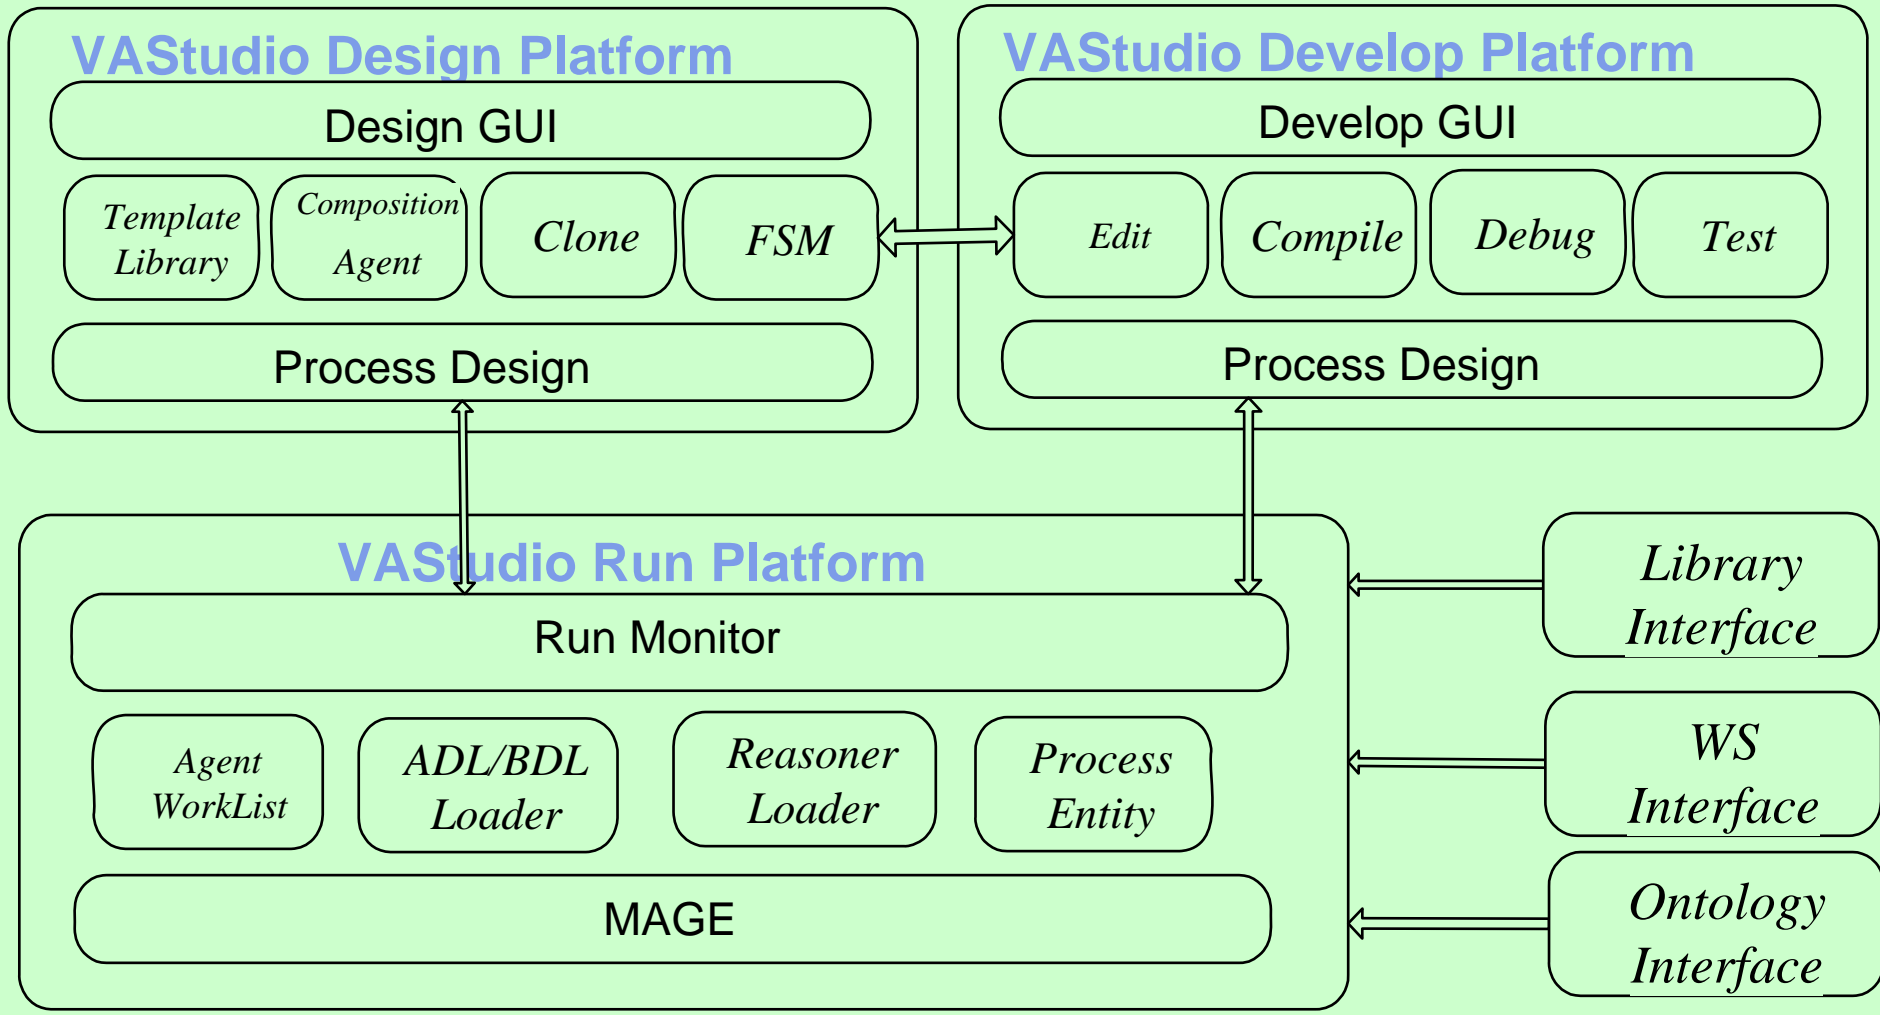 VAStudio Design Platform
Design GUI
Template
Library
Composition
Agent
Clone
FSM
Process Design
VAStudio Develop Platform
Develop GUI
Edit
Compile
Debug
Test
Process Design
VAStudio Run Platform
Run Monitor
Agent
WorkList
ADL/BDL
Loader
Reasoner
Loader
Process
Entity
MAGE
Library
Interface
WS
Interface
Ontology
Interface